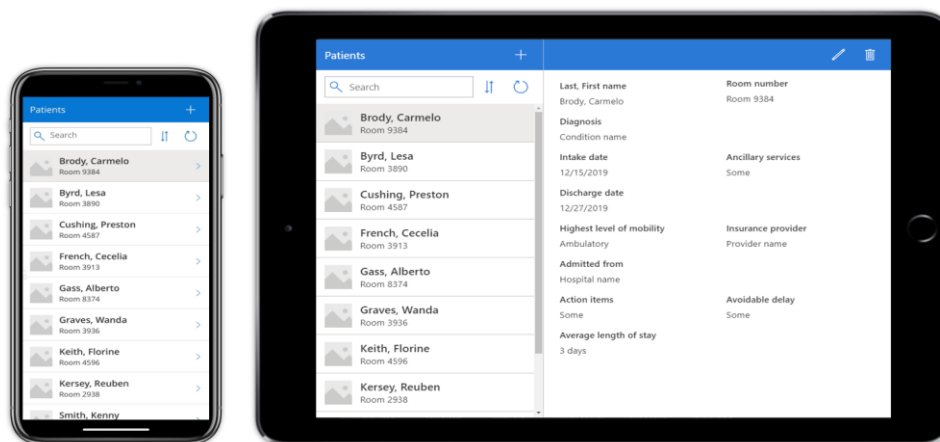 Patients
Search
Brody, Carmelo
Room 9384
Byrd, Lesa
Room 3890
Cushing, Preston
Room 4587
French, Cecelia
Room 3913
Gass, Alberto
Room 8374
Graves, Wanda
Room 3936
Keith, Florine
Room 4596
Kersey, Reuben
Room 2938
Smith, Kenny
Patients
Search
Brody, Carmelo
Room 9384
Byrd, Lesa
Room 3890
Cushing, Preston
Room 4587
French, Cecelia
Room 3913
Gass, Alberto
Room 8374
Graves, Wanda
Room 3936
Keith, Florine
Room 4596
Kersey, Reuben
Room 2938
Last, First name
Brody, Carmelo
Room number
Room 9384
Diagnosis
Condition name
Intake date
12/15/2019
Ancillary services
Some
Discharge date
12/27/2019
Highest level of mobility
Ambulatory
Insurance provider
Provider name
Admitted from
Hospital name
Action items
Some
Avoidable delay
Some
Average length of stay
3 days